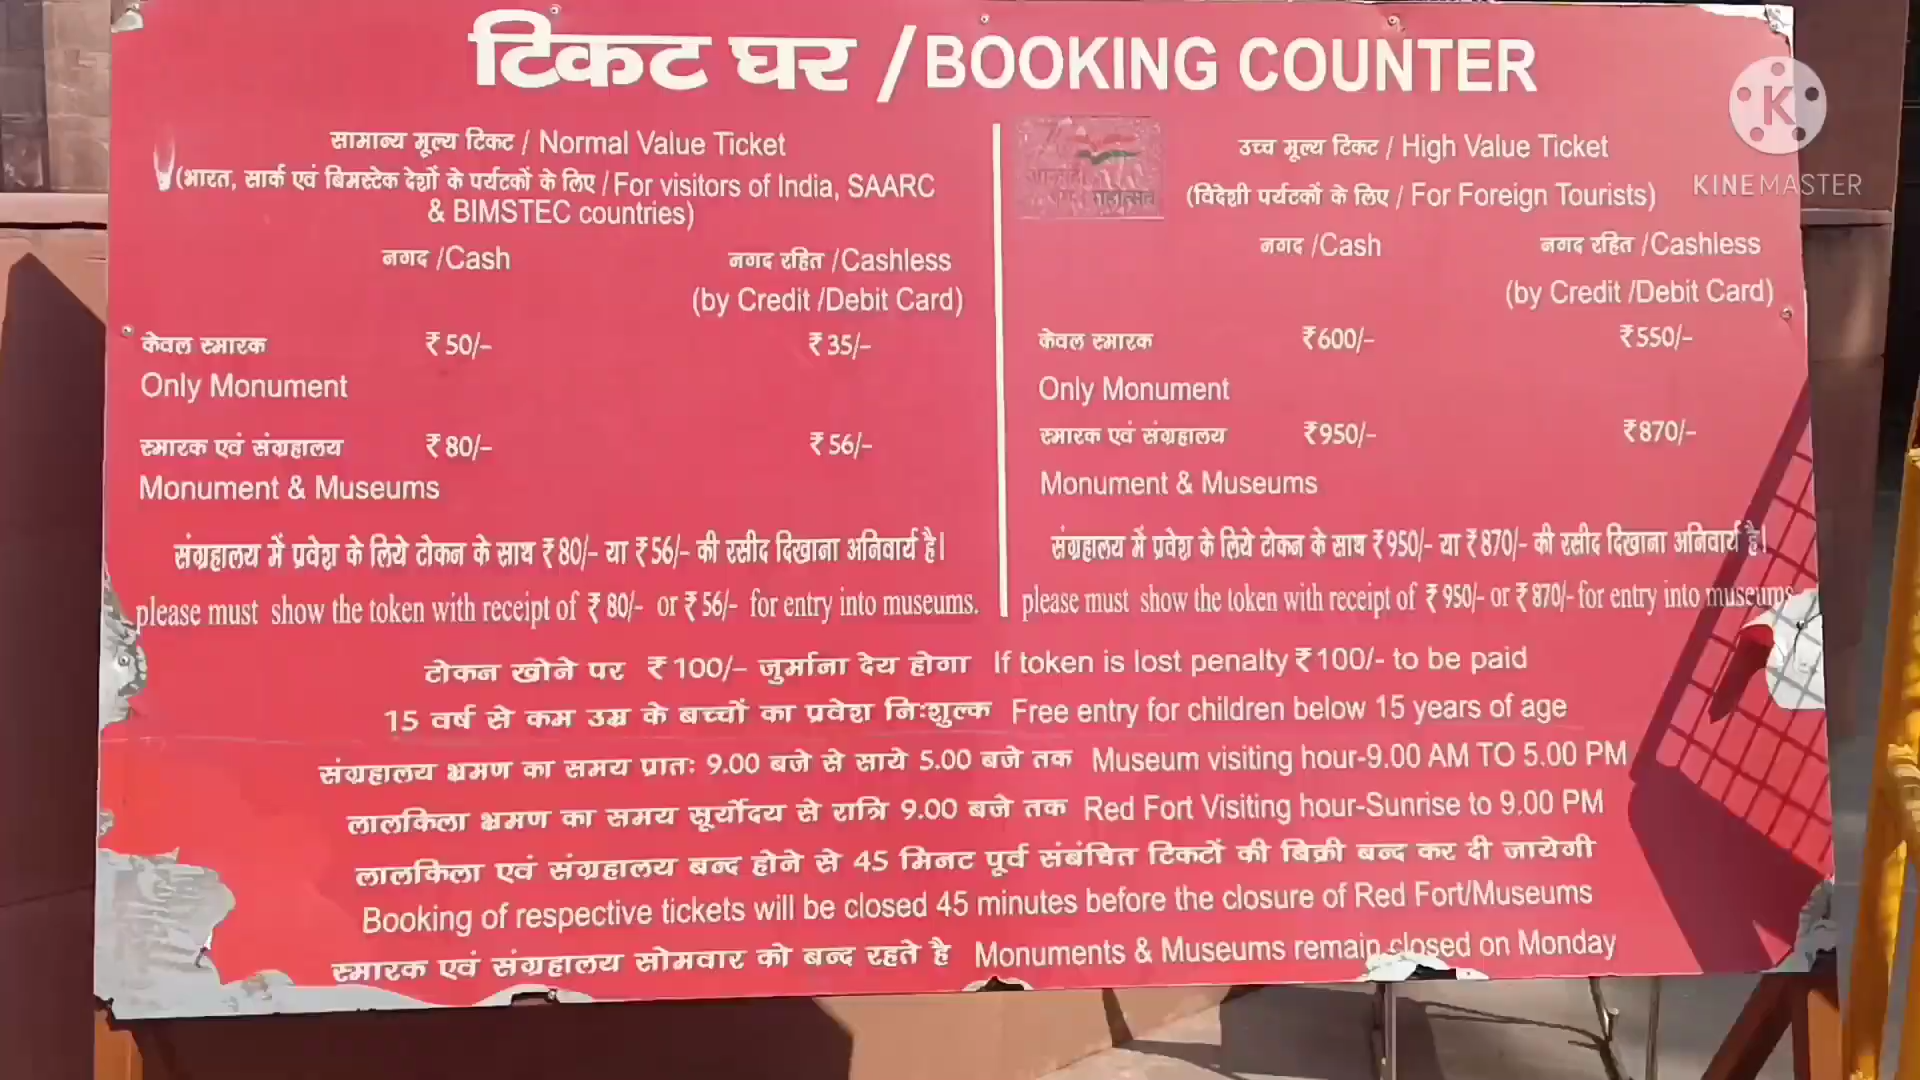 टिकट घर /BOOKING COUNTER
सामान्य मूल्य टिकट / Normal Value Ticket
(भारत, सार्क एवं बिमस्टेक देशों के पर्यटकों के लिए / For visitors of India, SAARC
& BIMSTEC countries)
नगद /Cash नगद रहित /Cashless
(by Credit /Debit Card)
केवल स्मारक ₹50/- ₹35/-
Only Monument
स्मारक एवं संग्रहालय ₹80/- ₹56/-
Monument & Museums
संग्रहालय में प्रवेश के लिये टोकन के साथ ₹80/- या ₹56/- की रसीद दिखाना अनिवार्य है।
please must show the token with receipt of ₹80/- or ₹56/- for entry into museums.
महोत्सव
उच्च मूल्य टिकट / High Value Ticket
(विदेशी पर्यटकों के लिए / For Foreign Tourists)
नगद /Cash नगद रहित /Cashless
(by Credit /Debit Card)
केवल स्मारक ₹600/- ₹550/-
Only Monument
स्मारक एवं संग्रहालय ₹950/- ₹870/-
Monument & Museums
संग्रहालय में प्रवेश के लिये टोकन के साथ ₹950/- या ₹870/- की रसीद दिखाना अनिवार्य है।
please must show the token with receipt of ₹950/- or ₹870/- for entry into museums
टोकन खोने पर ₹100/- जुर्माना देय होगा If token is lost penalty ₹100/- to be paid
15 वर्ष से कम उम्र के बच्चों का प्रवेश निःशुल्क Free entry for children below 15 years of age
संग्रहालय भ्रमण का समय प्रातः 9.00 बजे से साये 5.00 बजे तक Museum visiting hour-9.00 AM TO 5.00 PM
लालकिला भ्रमण का समय सूर्योदय से रात्रि 9.00 बजे तक Red Fort Visiting hour-Sunrise to 9.00 PM
लालकिला एवं संग्रहालय बन्द होने से 45 मिनट पूर्व संबंचित टिकटों की बिक्री बन्द कर दी जायेगी
Booking of respective tickets will be closed 45 minutes before the closure of Red Fort/Museums
स्मारक एवं संग्रहालय सोमवार को बन्द रहते है Monuments & Museums remain closed on Monday
K
KINEMASTER